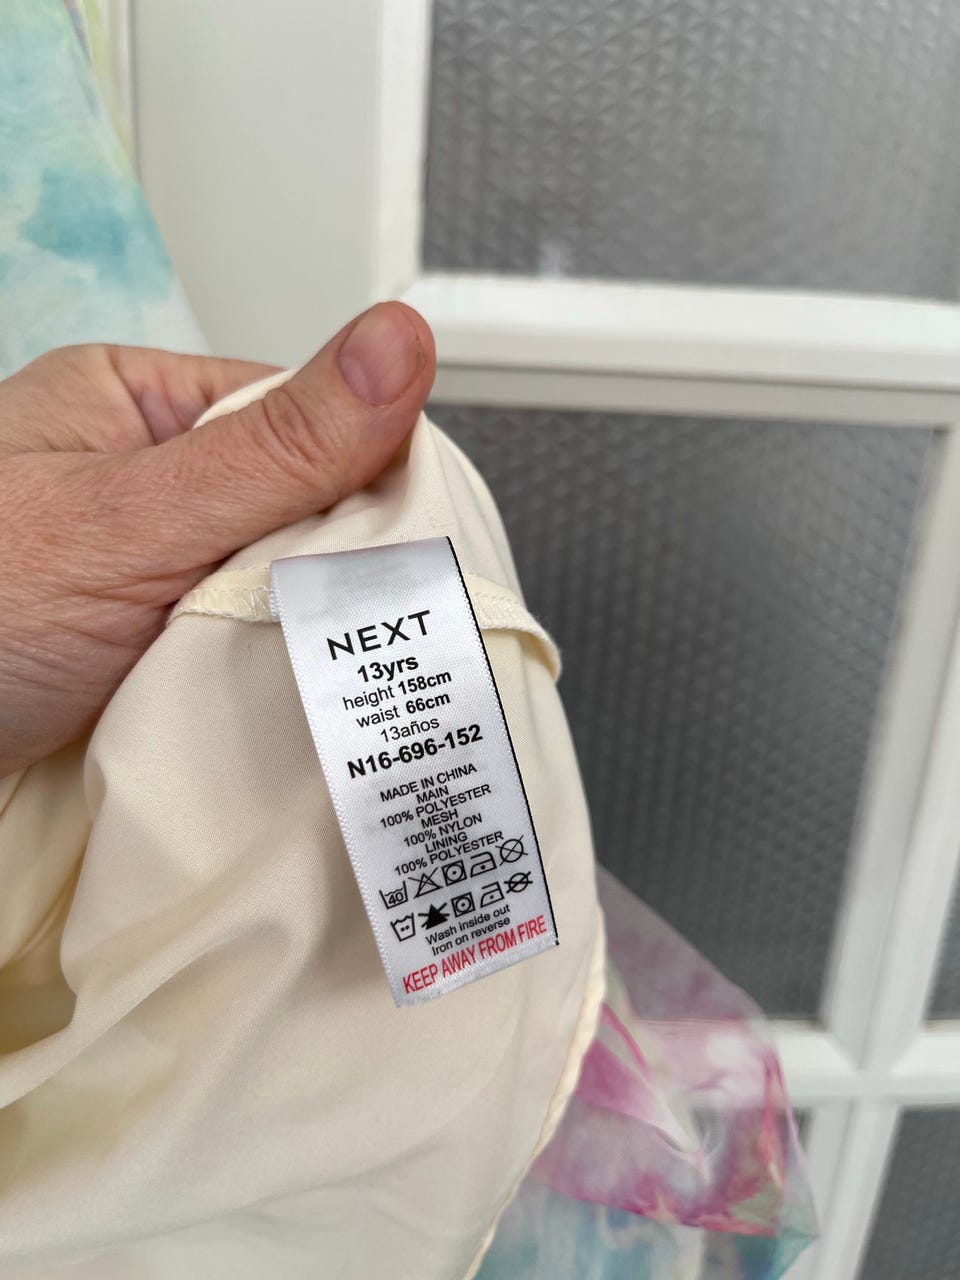 NEXT
13yrs
height 158cm
waist 66cm
13años
N16-696-152
MADE IN CHINA
MAIN
100% POLYESTER
MESH
100% NYLON
LINING
100% POLYESTER
40
Wash inside out
Iron on reverse
KEEP AWAY FROM FIRE